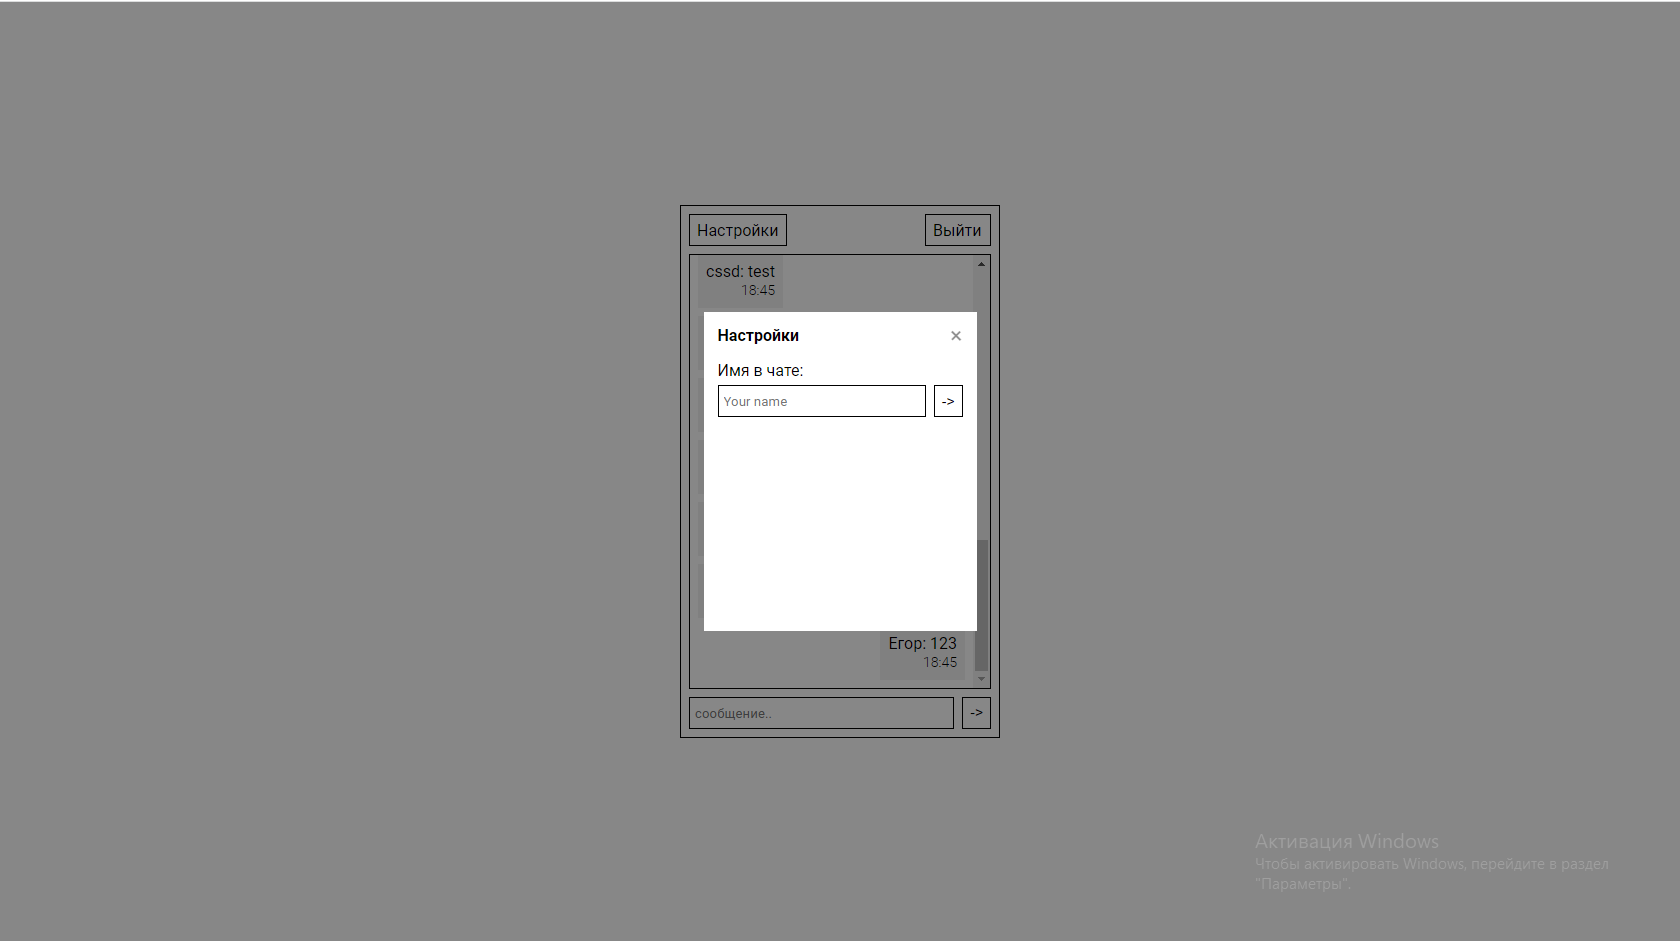 Настройки
Выйти
cssd: test
18:45
Настройки
×
Имя в чате:
Your name
->
Егор: 123
18:45
сообщение..
->
Активация Windows
Чтобы активировать Windows, перейдите в раздел
"Параметры".